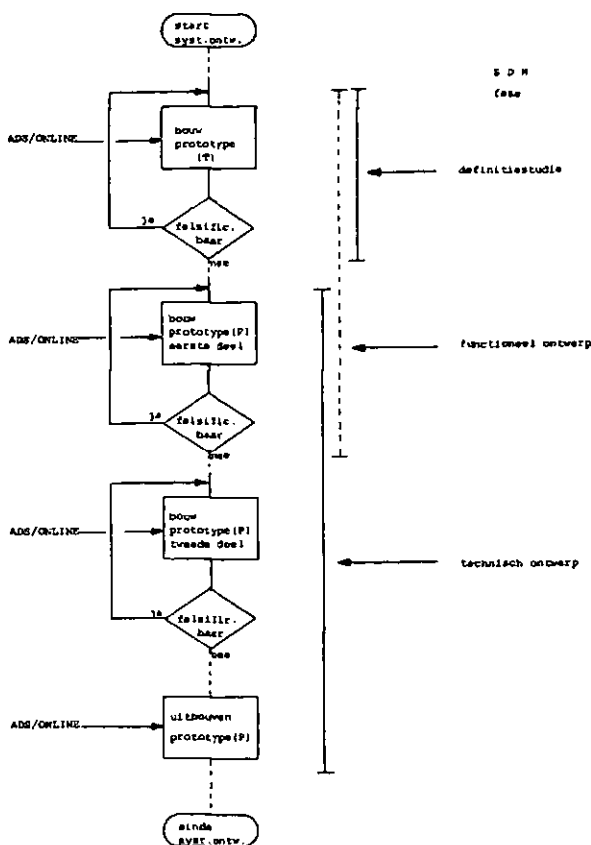 start
syst.ontw.
S D M
fase
ADS/ONLINE
bouw
prototype
(T)
definitiestudie
ja
falsific.
baar
nee
ADS/ONLINE
bouw
prototype(P)
eerste deel
functioneel ontwerp
ja
falsific.
baar
nee
ADS/ONLINE
bouw
prototype(P)
tweede deel
technisch ontwerp
ja
falsific.
baar
nee
ADS/ONLINE
uitbouwen
prototype(P)
einde
syst.ontw.